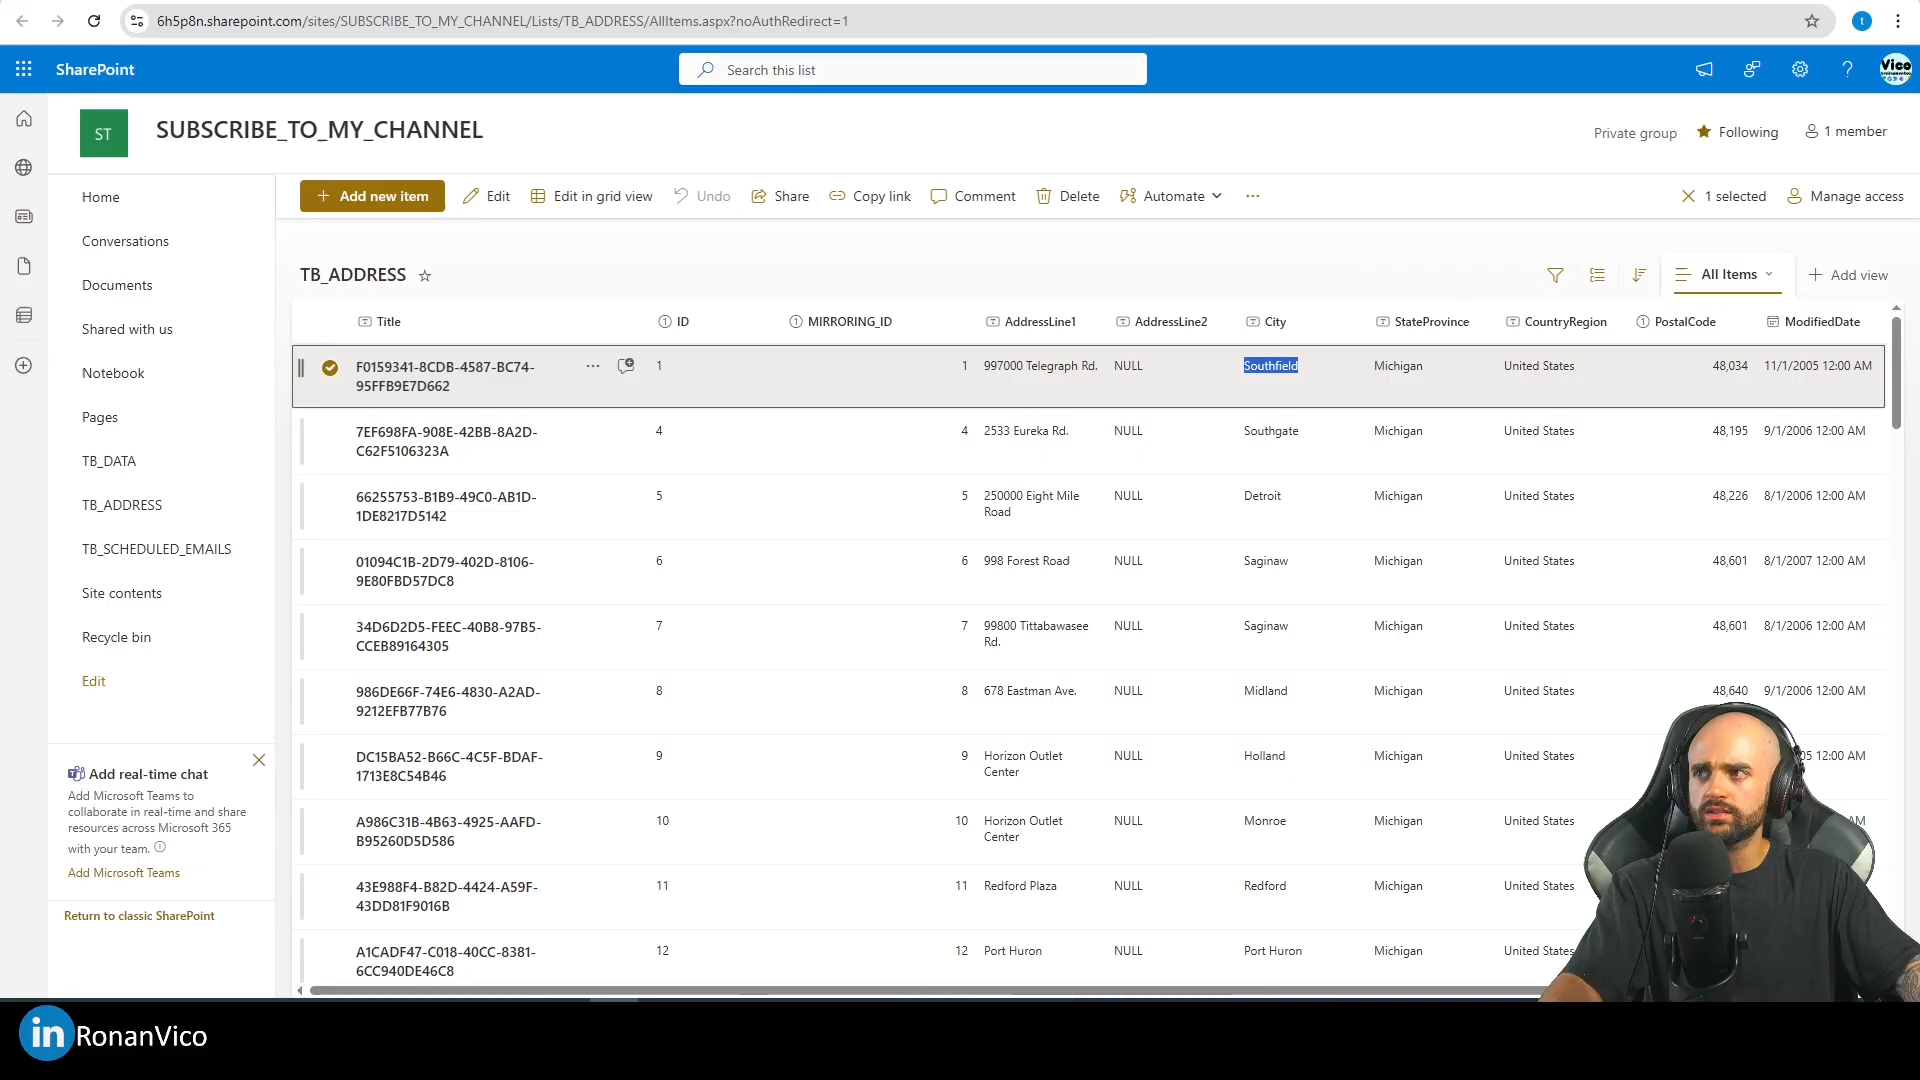 6h5p8n.sharepoint.com/sites/SUBSCRIBE_TO_MY_CHANNEL/Lists/TB_ADDRESS/AllItems.aspx?noAuthRedirect=1
t
SharePoint
Search this list
Vico
ST
SUBSCRIBE_TO_MY_CHANNEL
Private group
Following
1 member
Add new item
Edit
Edit in grid view
Undo
Share
Copy link
Comment
Delete
Automate
1 selected
Manage access
Home
Conversations
Documents
Shared with us
Notebook
Pages
TB_DATA
TB_ADDRESS
TB_SCHEDULED_EMAILS
Site contents
Recycle bin
Edit
Add real-time chat
Add Microsoft Teams to
collaborate in real-time and share
resources across Microsoft 365
with your team.
Add Microsoft Teams
Return to classic SharePoint
TB_ADDRESS
All Items
Add view
Title ID MIRRORING_ID AddressLine1 AddressLine2 City StateProvince CountryRegion PostalCode ModifiedDate
F0159341-8CDB-4587-BC74- 1 1 997000 Telegraph Rd. NULL Southfield Michigan United States 48,034 11/1/2005 12:00 AM
95FFB9E7D662
7EF698FA-908E-42BB-8A2D- 4 4 2533 Eureka Rd. NULL Southgate Michigan United States 48,195 9/1/2006 12:00 AM
C62F5106323A
66255753-B1B9-49C0-AB1D- 5 5 250000 Eight Mile NULL Detroit Michigan United States 48,226 8/1/2006 12:00 AM
1DE8217D5142 Road
01094C1B-2D79-402D-8106- 6 6 998 Forest Road NULL Saginaw Michigan United States 48,601 8/1/2007 12:00 AM
9E80FBD57DC8
34D6D2D5-FEEC-40B8-97B5- 7 7 99800 Tittabawasee NULL Saginaw Michigan United States 48,601 8/1/2006 12:00 AM
CCEB89164305 Rd.
986DE66F-74E6-4830-A2AD- 8 8 678 Eastman Ave. NULL Midland Michigan United States 48,640 9/1/2006 12:00 AM
9212EFB77B76
DC15BA52-B66C-4C5F-BDAF- 9 9 Horizon Outlet NULL Holland Michigan United States 05 12:00 AM
1713E8C54B46 Center
A986C31B-4B63-4925-AAFD- 10 10 Horizon Outlet NULL Monroe Michigan United States AM
B95260D5D586 Center
43E988F4-B82D-4424-A59F- 11 11 Redford Plaza NULL Redford Michigan United States
43DD81F9016B
A1CADF47-C018-40CC-8381- 12 12 Port Huron NULL Port Huron Michigan United States
6CC940DE46C8
in RonanVico